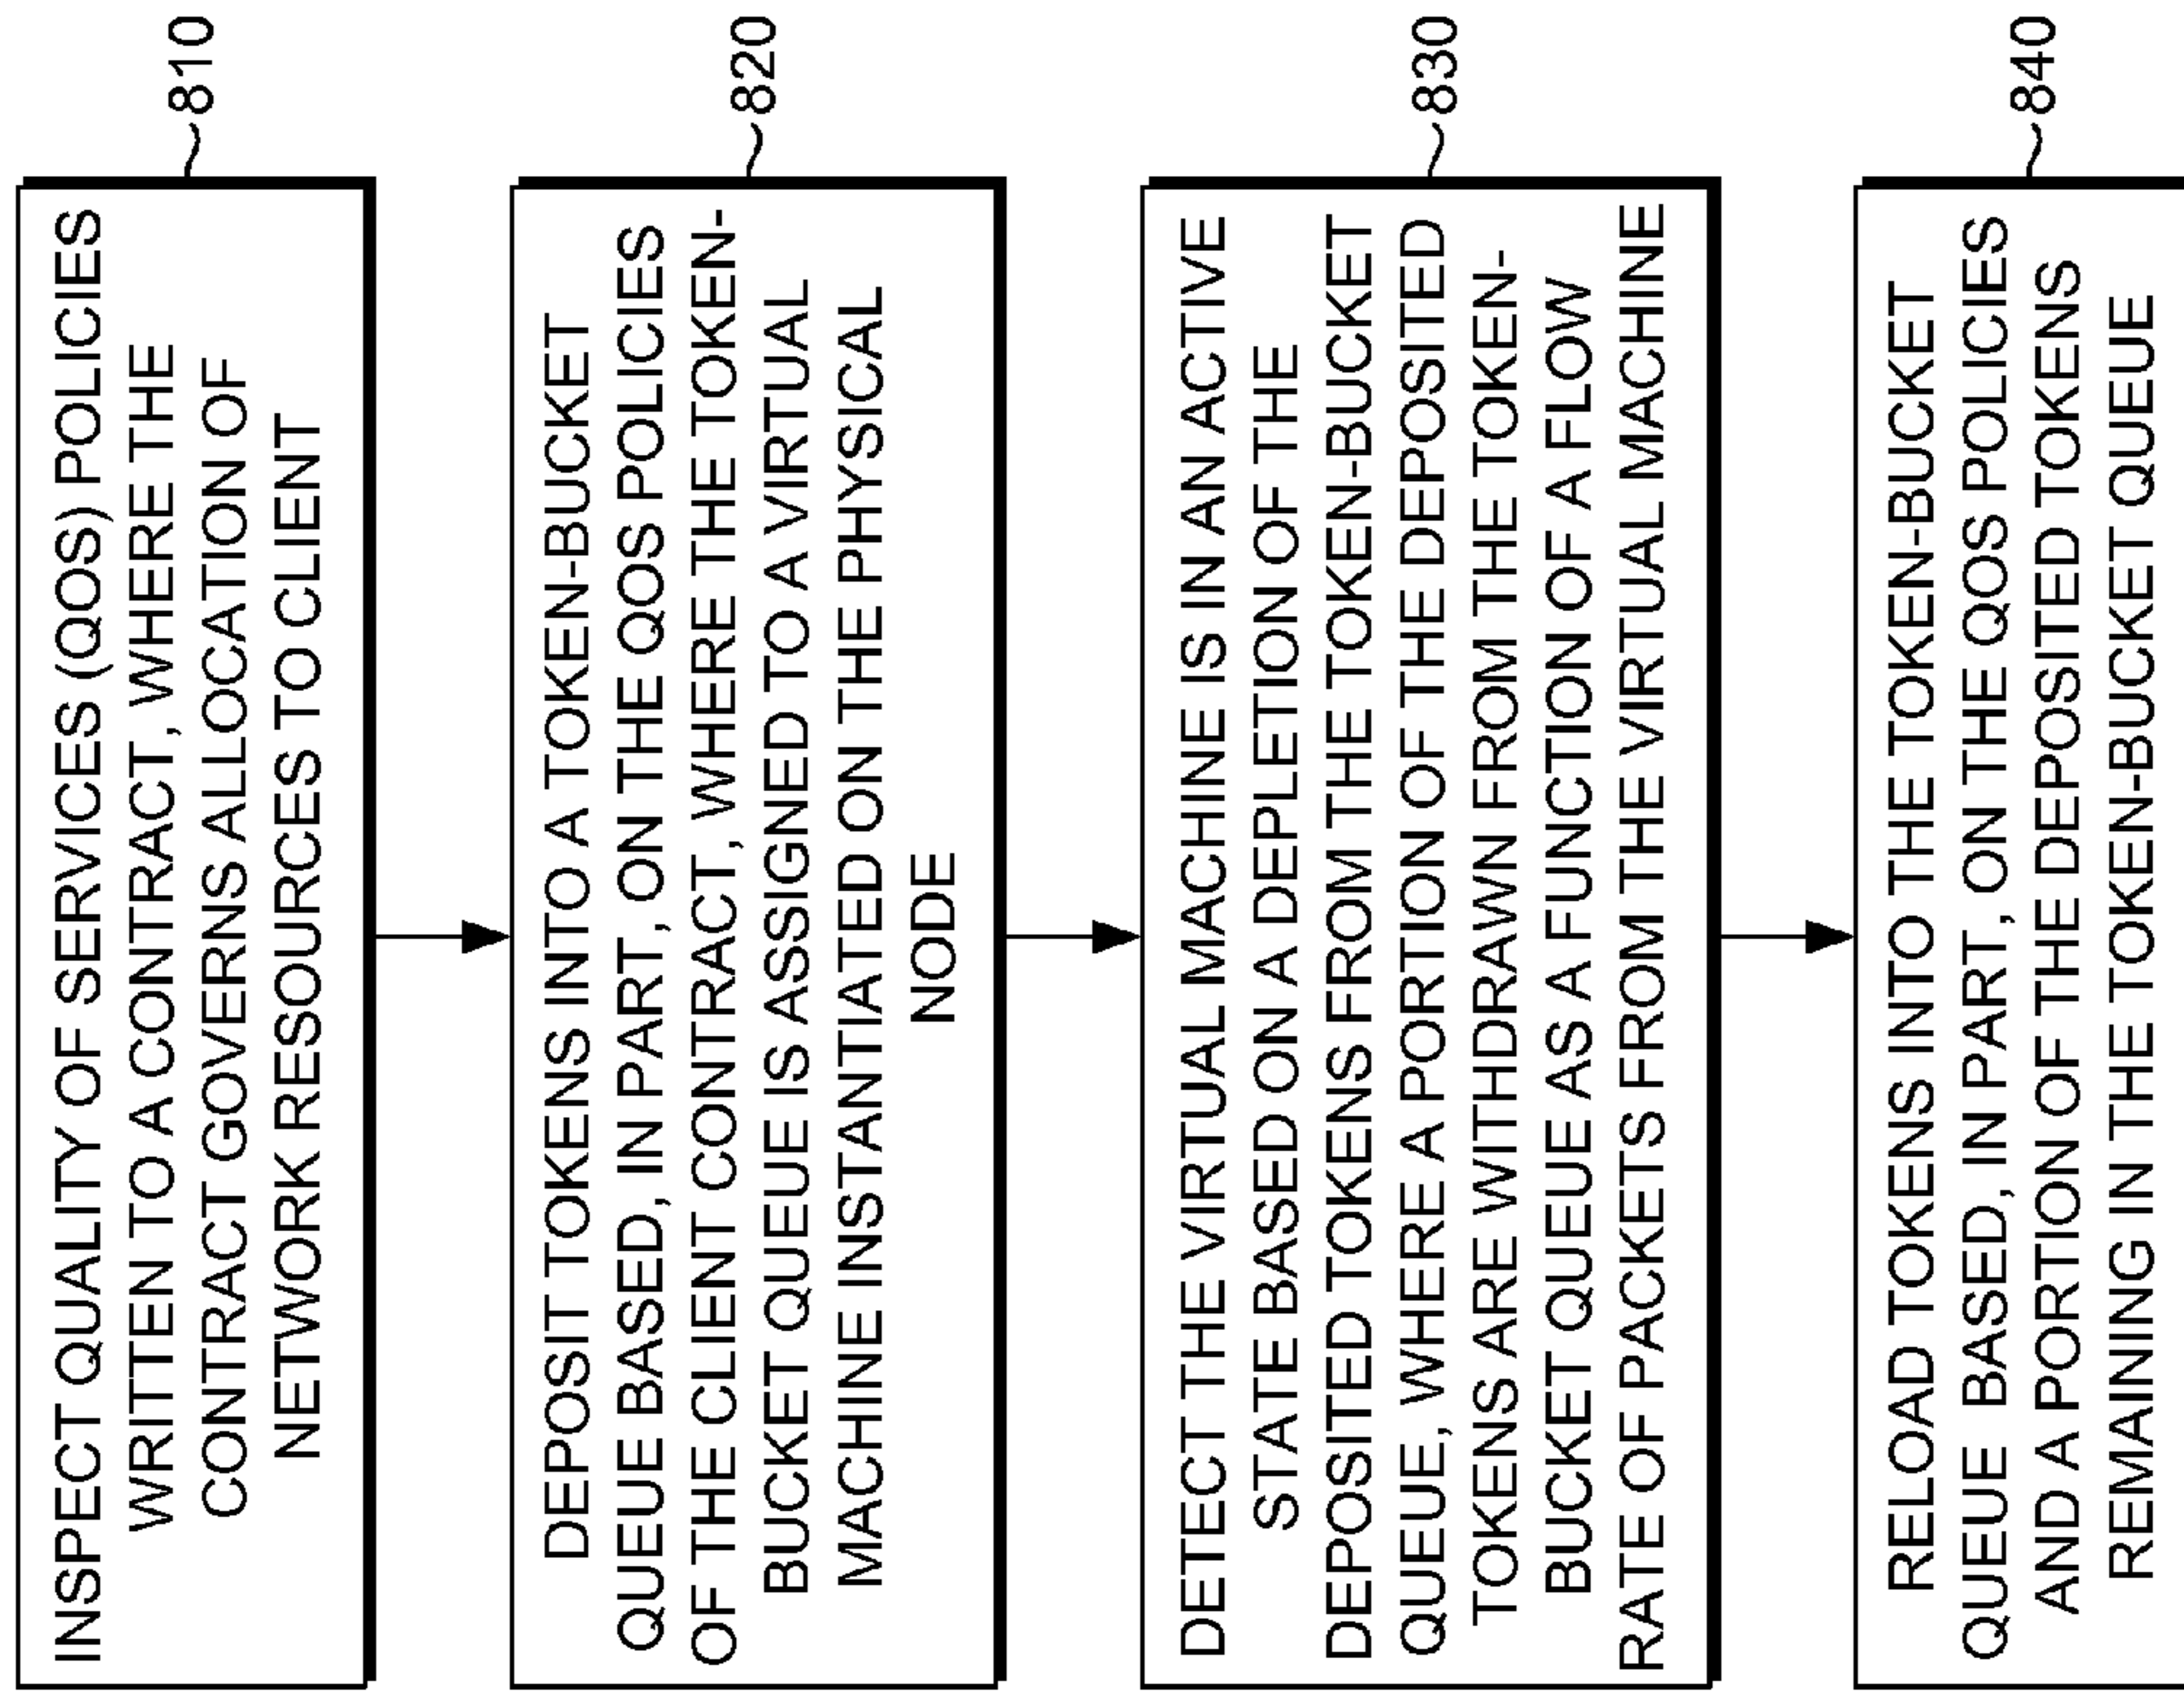 INSPECT QUALITY OF SERVICES (QOS) POLICIES
WRITTEN TO A CONTRACT, WHERE THE
CONTRACT GOVERNS ALLOCATION OF
NETWORK RESOURCES TO CLIENT
810
DEPOSIT TOKENS INTO A TOKEN-BUCKET
QUEUE BASED, IN PART, ON THE QOS POLICIES
OF THE CLIENT CONTRACT, WHERE THE TOKEN-
BUCKET QUEUE IS ASSIGNED TO A VIRTUAL
MACHINE INSTANTIATED ON THE PHYSICAL
NODE
820
DETECT THE VIRTUAL MACHINE IS IN AN ACTIVE
STATE BASED ON A DEPLETION OF THE
DEPOSITED TOKENS FROM THE TOKEN-BUCKET
QUEUE, WHERE A PORTION OF THE DEPOSITED
TOKENS ARE WITHDRAWN FROM THE TOKEN-
BUCKET QUEUE AS A FUNCTION OF A FLOW
RATE OF PACKETS FROM THE VIRTUAL MACHINE
830
RELOAD TOKENS INTO THE TOKEN-BUCKET
QUEUE BASED, IN PART, ON THE QOS POLICIES
AND A PORTION OF THE DEPOSITED TOKENS
REMAINING IN THE TOKEN-BUCKET QUEUE
840